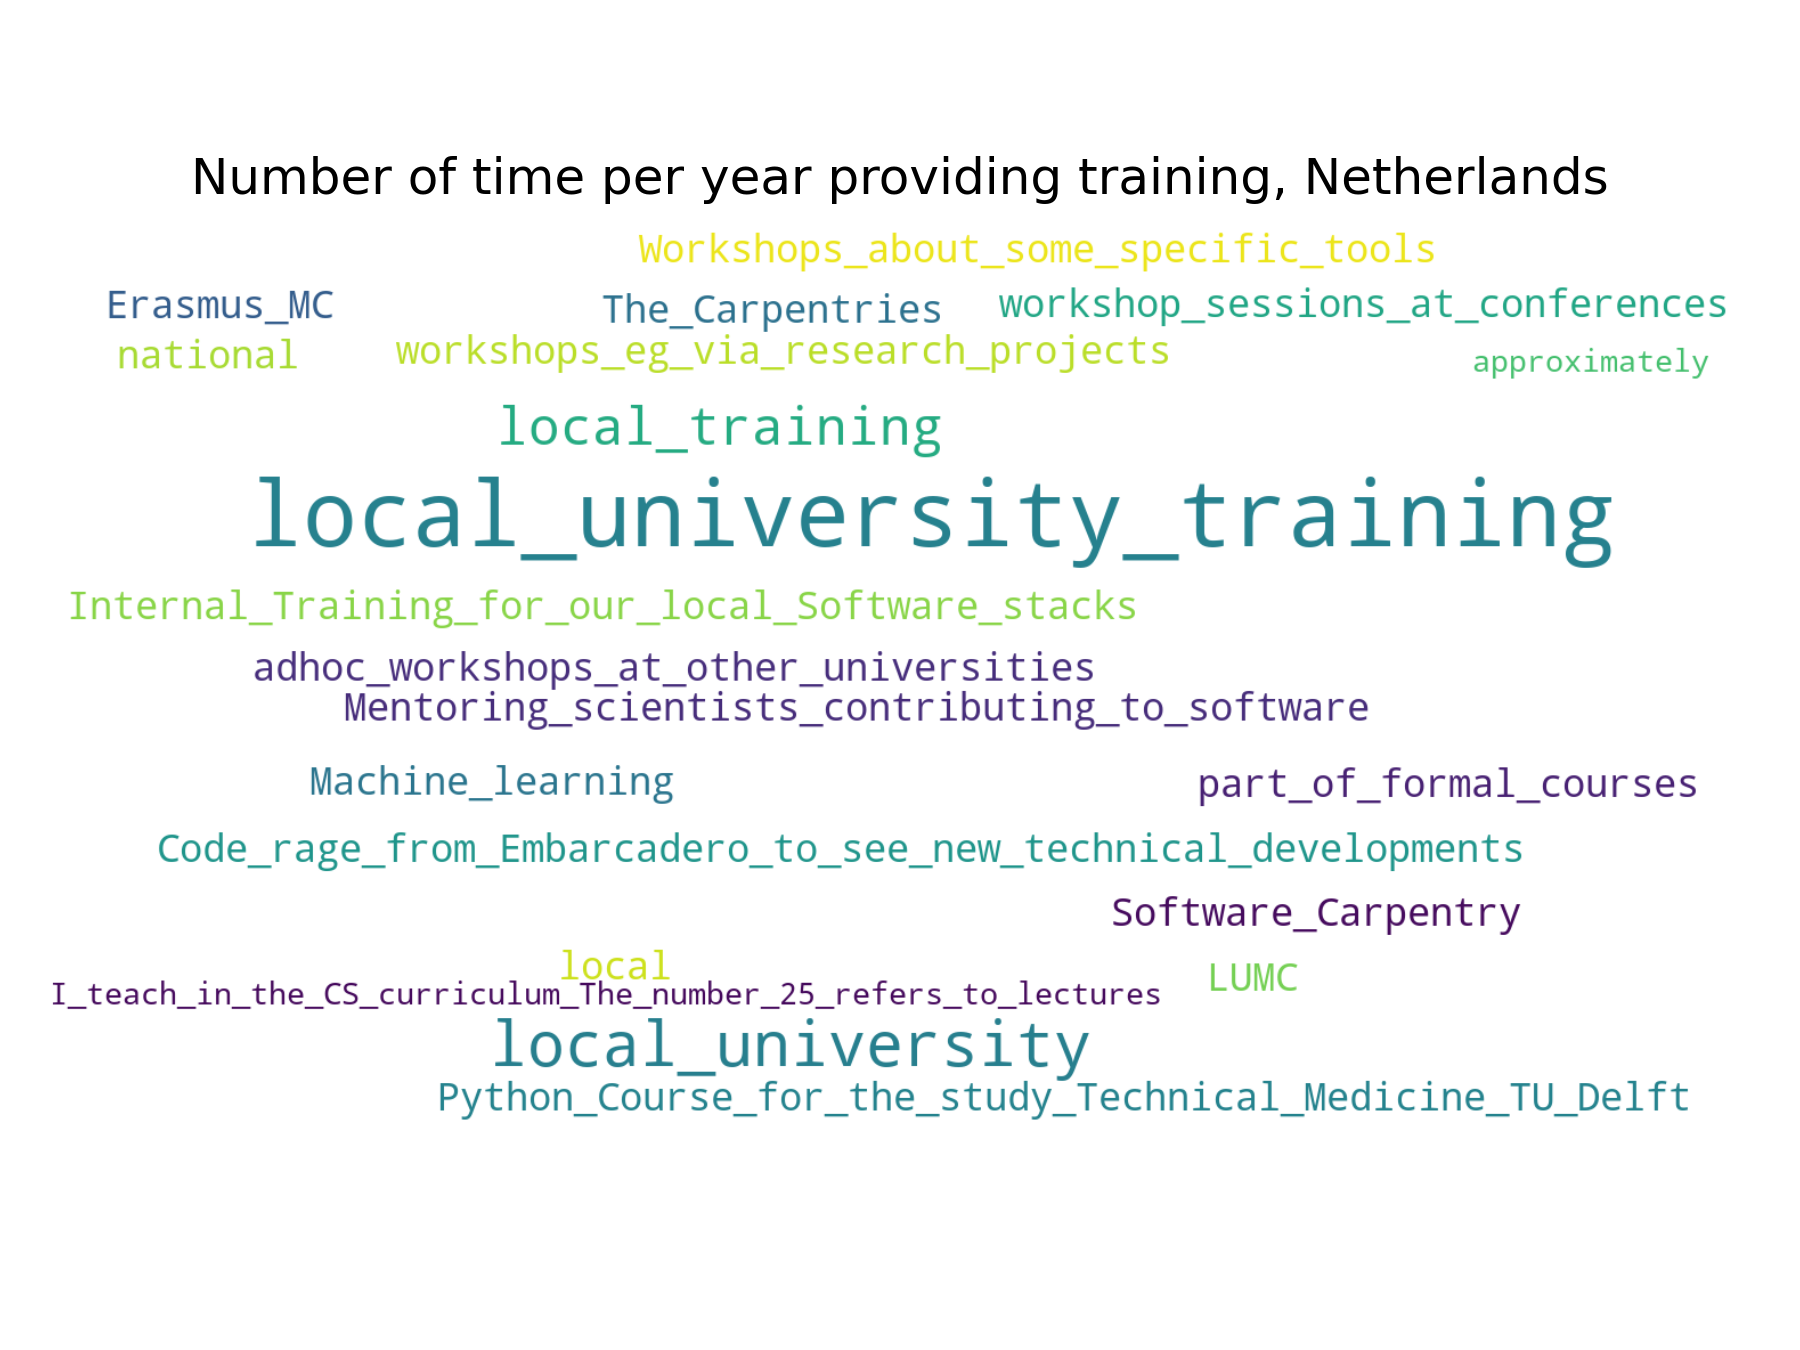 Number of time per year providing training, Netherlands
Workshops_about_some_specific_tools
Erasmus_MC
The_Carpentries
workshop_sessions_at_conferences
national
workshops_eg_via_research_projects
approximately
local_training
local_university_training
Internal_Training_for_our_local_Software_stacks
adhoc_workshops_at_other_universities
Mentoring_scientists_contributing_to_software
Machine_learning
part_of_formal_courses
Code_rage_from_Embarcadero_to_see_new_technical_developments
Software_Carpentry
local
LUMC
I_teach_in_the_CS_curriculum_The_number_25_refers_to_lectures
local_university
Python_Course_for_the_study_Technical_Medicine_TU_Delft